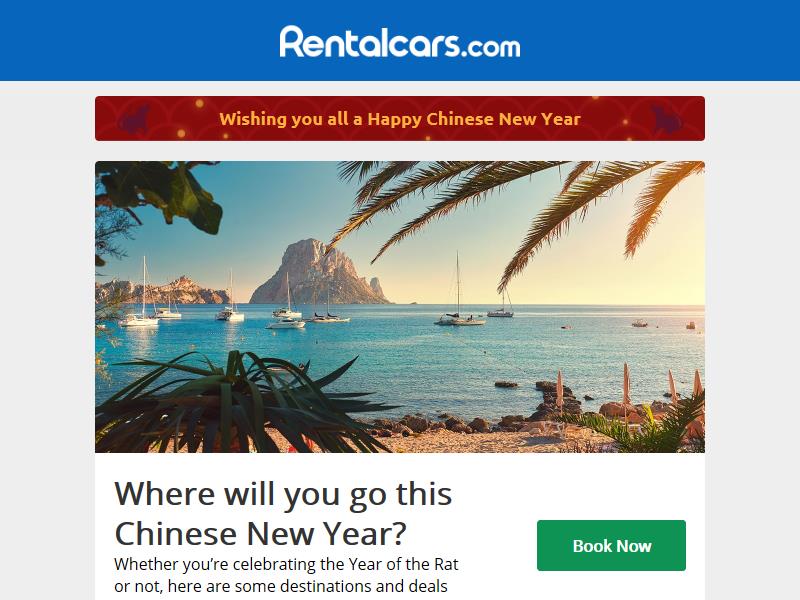 Rentalcars.com
Wishing you all a Happy Chinese New Year
Where will you go this
Chinese New Year?
Book Now
Whether you’re celebrating the Year of the Rat
or not, here are some destinations and deals